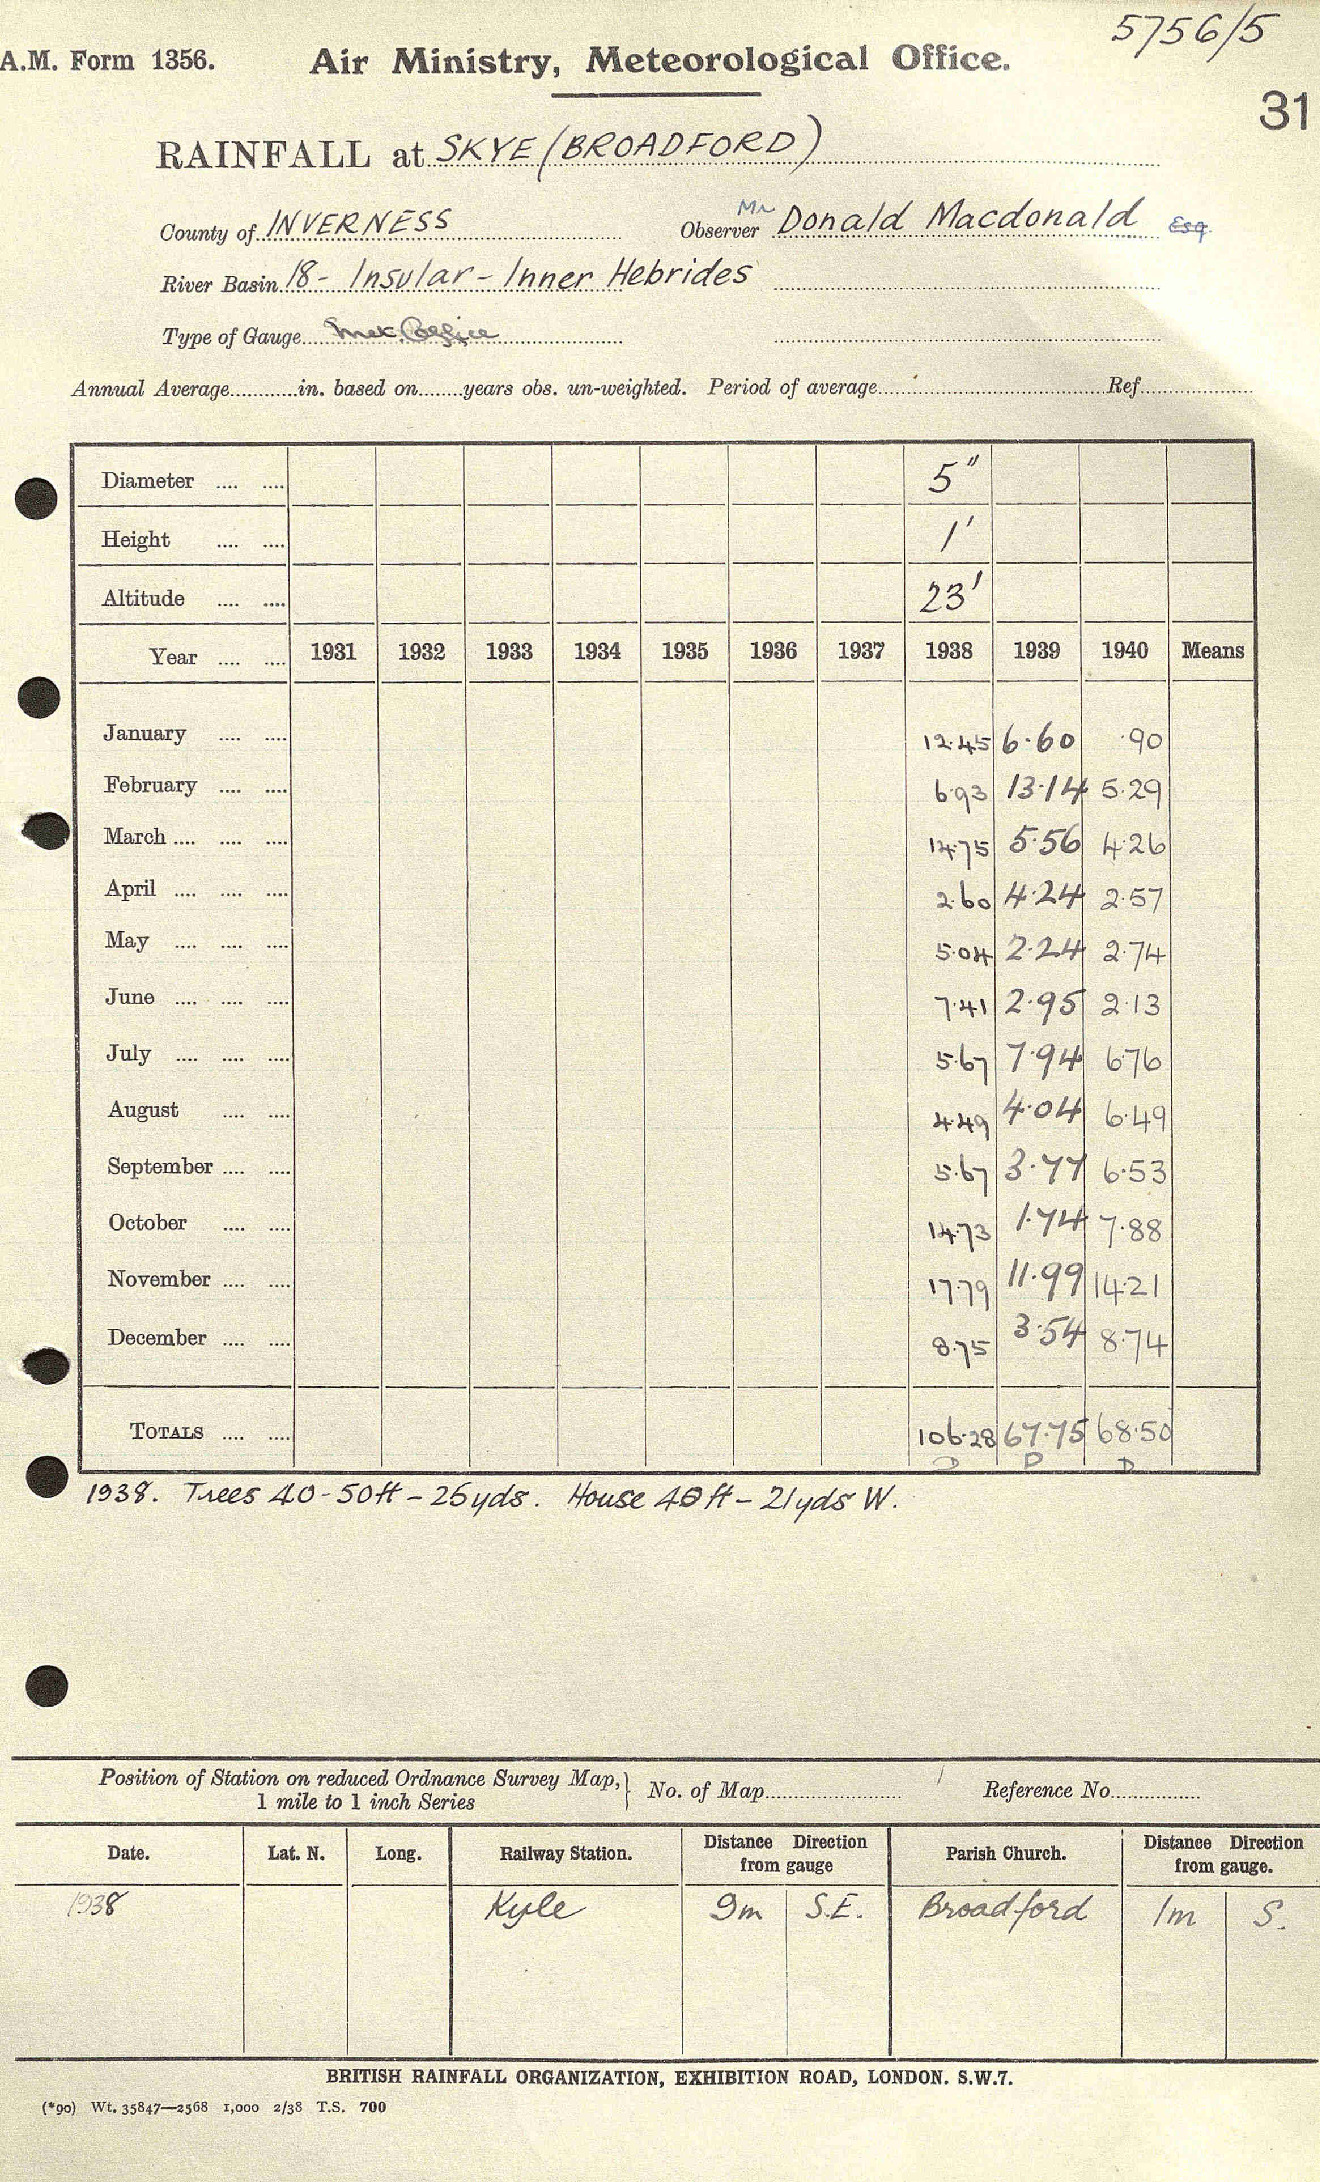 5756/5
A.M. Form 1356. Air Ministry, Meteorological Office.
31
RAINFALL at SKYE (BROADFORD)
County of INVERNESS Observer Mr Donald Macdonald Esq.
River Basin 18 - Insular - Inner Hebrides
Type of Gauge Met. Office
Annual Average in. based on years obs. un-weighted. Period of average Ref
Diameter .... .... 5"
Height .... .... 1'
Altitude .... .... 23'
Year .... .... 1931 1932 1933 1934 1935 1936 1937 1938 1939 1940 Means
January .... .... 12.45 6.60 .90
February .... .... 6.93 13.14 5.29
March .... .... .... 14.75 5.56 4.26
April .... .... .... 2.60 4.24 2.57
May .... .... .... 5.04 2.24 2.74
June .... .... .... 7.41 2.95 2.13
July .... .... .... 5.67 7.94 6.76
August .... .... 4.49 4.04 6.49
September .... .... 5.67 3.77 6.53
October .... .... 14.73 1.74 7.88
November .... .... 17.79 11.99 14.21
December .... .... 8.75 3.54 8.74
TOTALS .... .... 106.28 67.75 68.50
D D D
1938. Trees 40-50ft - 25yds. House 40ft - 21yds W.
Position of Station on reduced Ordnance Survey Map, } No. of Map Reference No.
1 mile to 1 inch Series
Date. Lat. N. Long. Railway Station. Distance Direction from gauge Parish Church. Distance Direction from gauge.
1938 Kyle 9m S.E. Broadford 1m S.
BRITISH RAINFALL ORGANIZATION, EXHIBITION ROAD, LONDON. S.W.7.
(*90) Wt. 35847—2568 1,000 2/38 T.S. 700